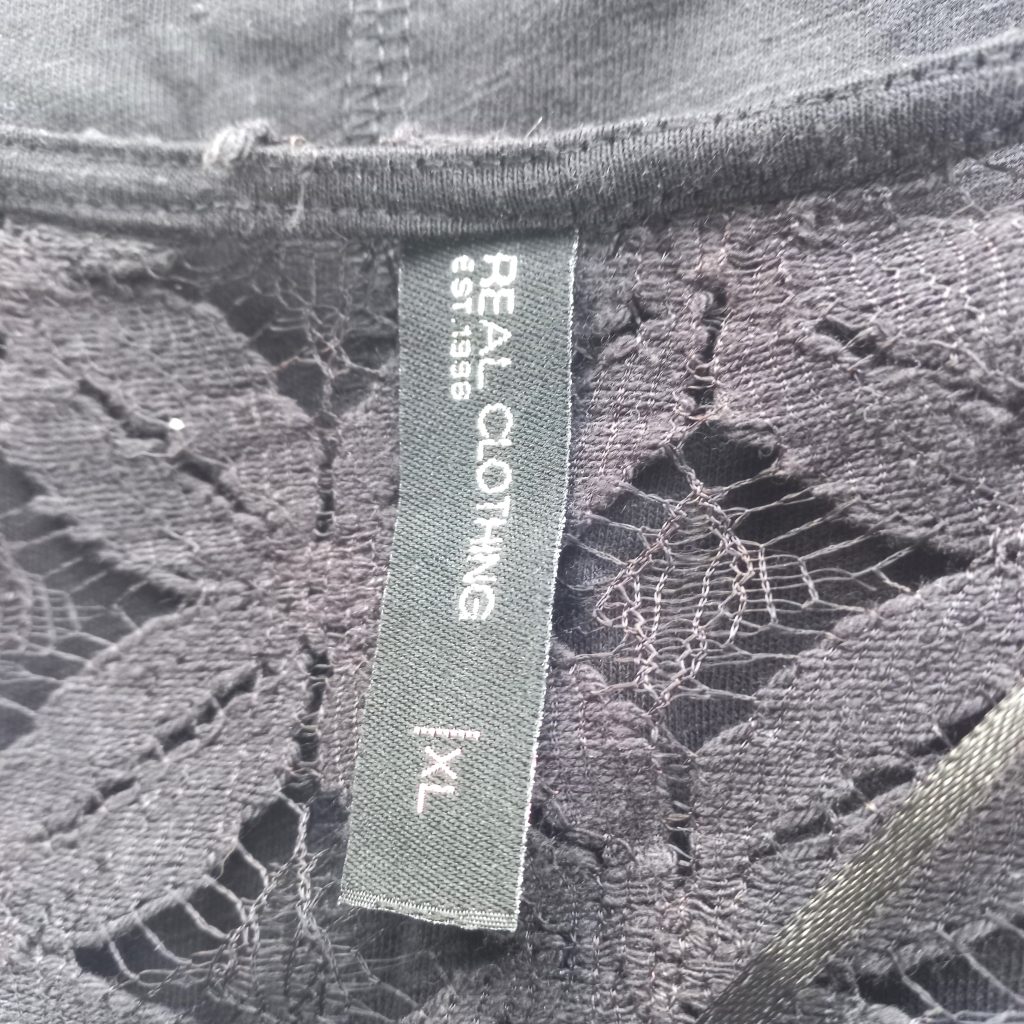 REAL CLOTHING
EST. 1998
XL